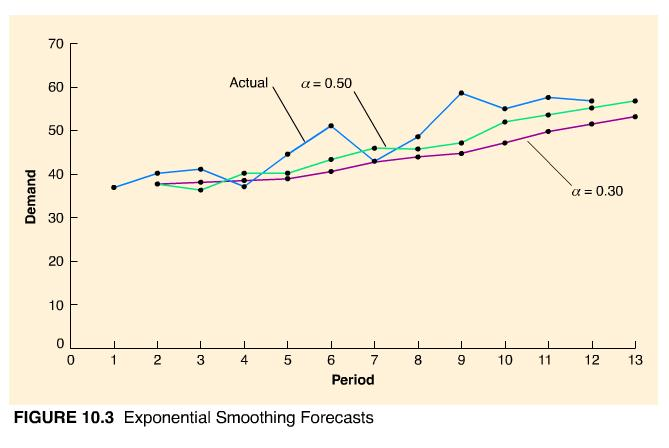 70
60
50
40
30
20
10
0
Demand
Actual
α = 0.50
α = 0.30
0 1 2 3 4 5 6 7 8 9 10 11 12 13
Period
FIGURE 10.3 Exponential Smoothing Forecasts